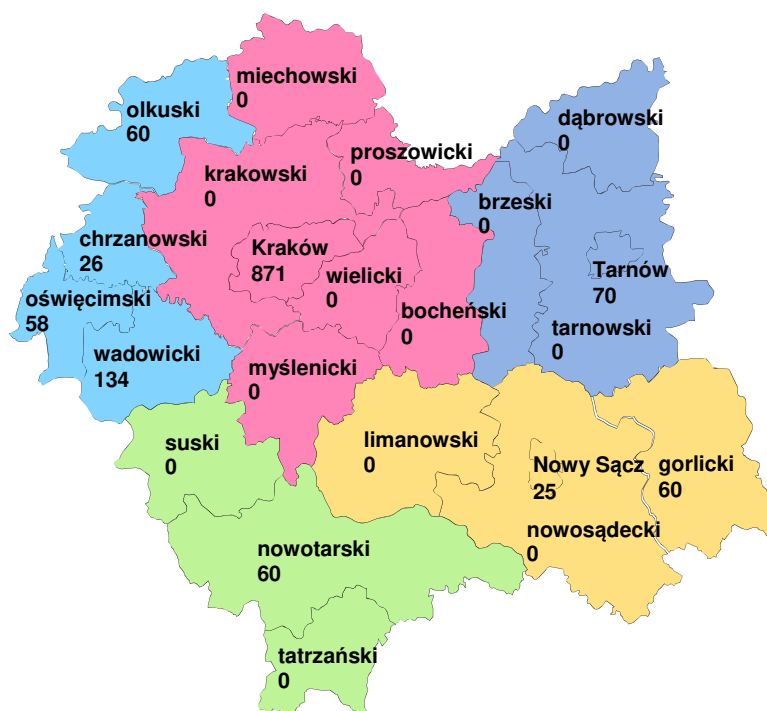 miechowski
0
olkuski
60
dąbrowski
0
proszowicki
0
krakowski
0
brzeski
0
chrzanowski
26
Kraków
871
wielicki
0
Tarnów
70
oświęcimski
58
bocheński
0
tarnowski
0
wadowicki
134
myślenicki
0
suski
0
limanowski
0
Nowy Sącz
25
gorlicki
60
nowosądecki
0
nowotarski
60
tatrzański
0